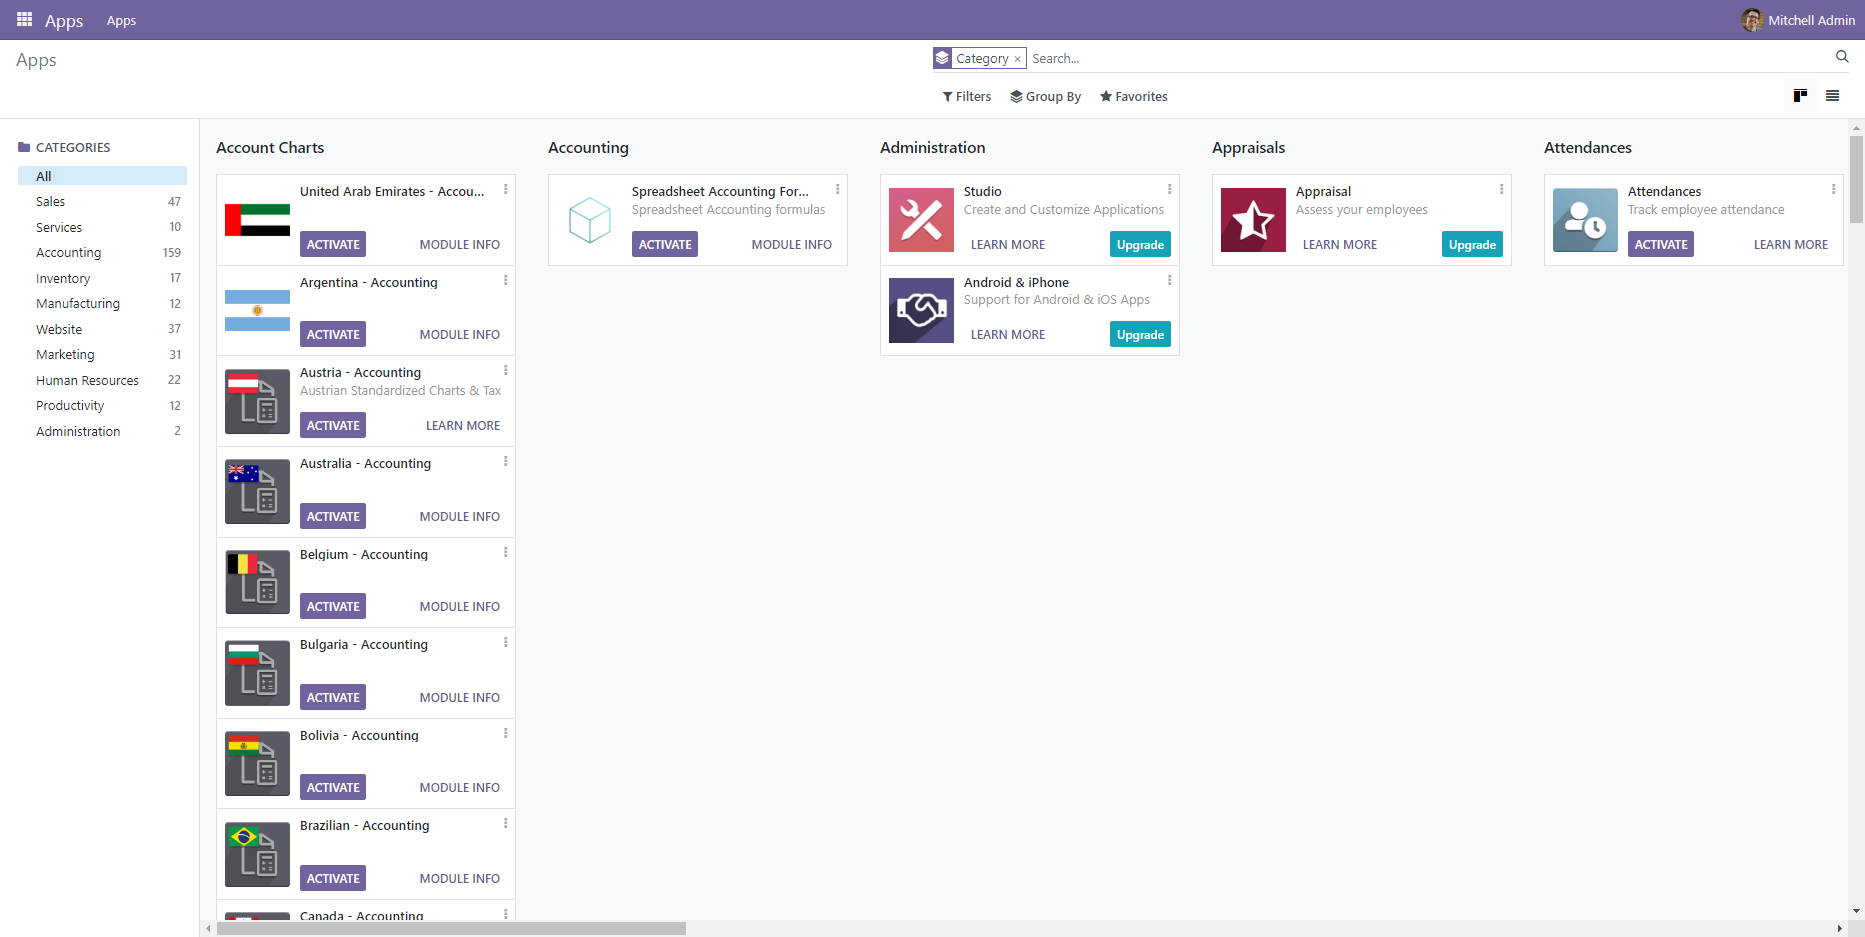 Apps Apps Mitchell Admin
Apps
Category × Search...
Filters Group By Favorites
CATEGORIES
All
Sales 47
Services 10
Accounting 159
Inventory 17
Manufacturing 12
Website 37
Marketing 31
Human Resources 22
Productivity 12
Administration 2
Account Charts
United Arab Emirates - Accou...
ACTIVATE MODULE INFO
Argentina - Accounting
ACTIVATE MODULE INFO
Austria - Accounting
Austrian Standardized Charts & Tax
ACTIVATE LEARN MORE
Australia - Accounting
ACTIVATE MODULE INFO
Belgium - Accounting
ACTIVATE MODULE INFO
Bulgaria - Accounting
ACTIVATE MODULE INFO
Bolivia - Accounting
ACTIVATE MODULE INFO
Brazilian - Accounting
ACTIVATE MODULE INFO
Canada - Accounting
Accounting
Spreadsheet Accounting For...
Spreadsheet Accounting formulas
ACTIVATE MODULE INFO
Administration
Studio
Create and Customize Applications
LEARN MORE Upgrade
Android & iPhone
Support for Android & iOS Apps
LEARN MORE Upgrade
Appraisals
Appraisal
Assess your employees
LEARN MORE Upgrade
Attendances
Attendances
Track employee attendance
ACTIVATE LEARN MORE